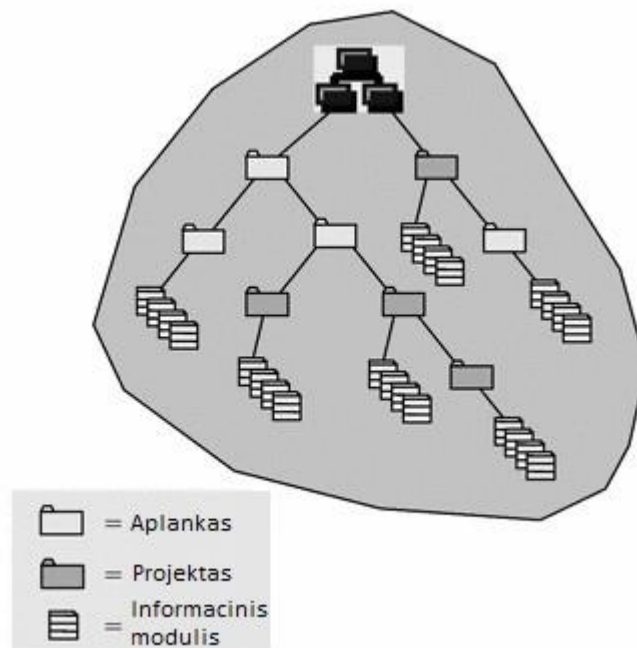 = Aplankas
= Projektas
= Informacinis
modulis